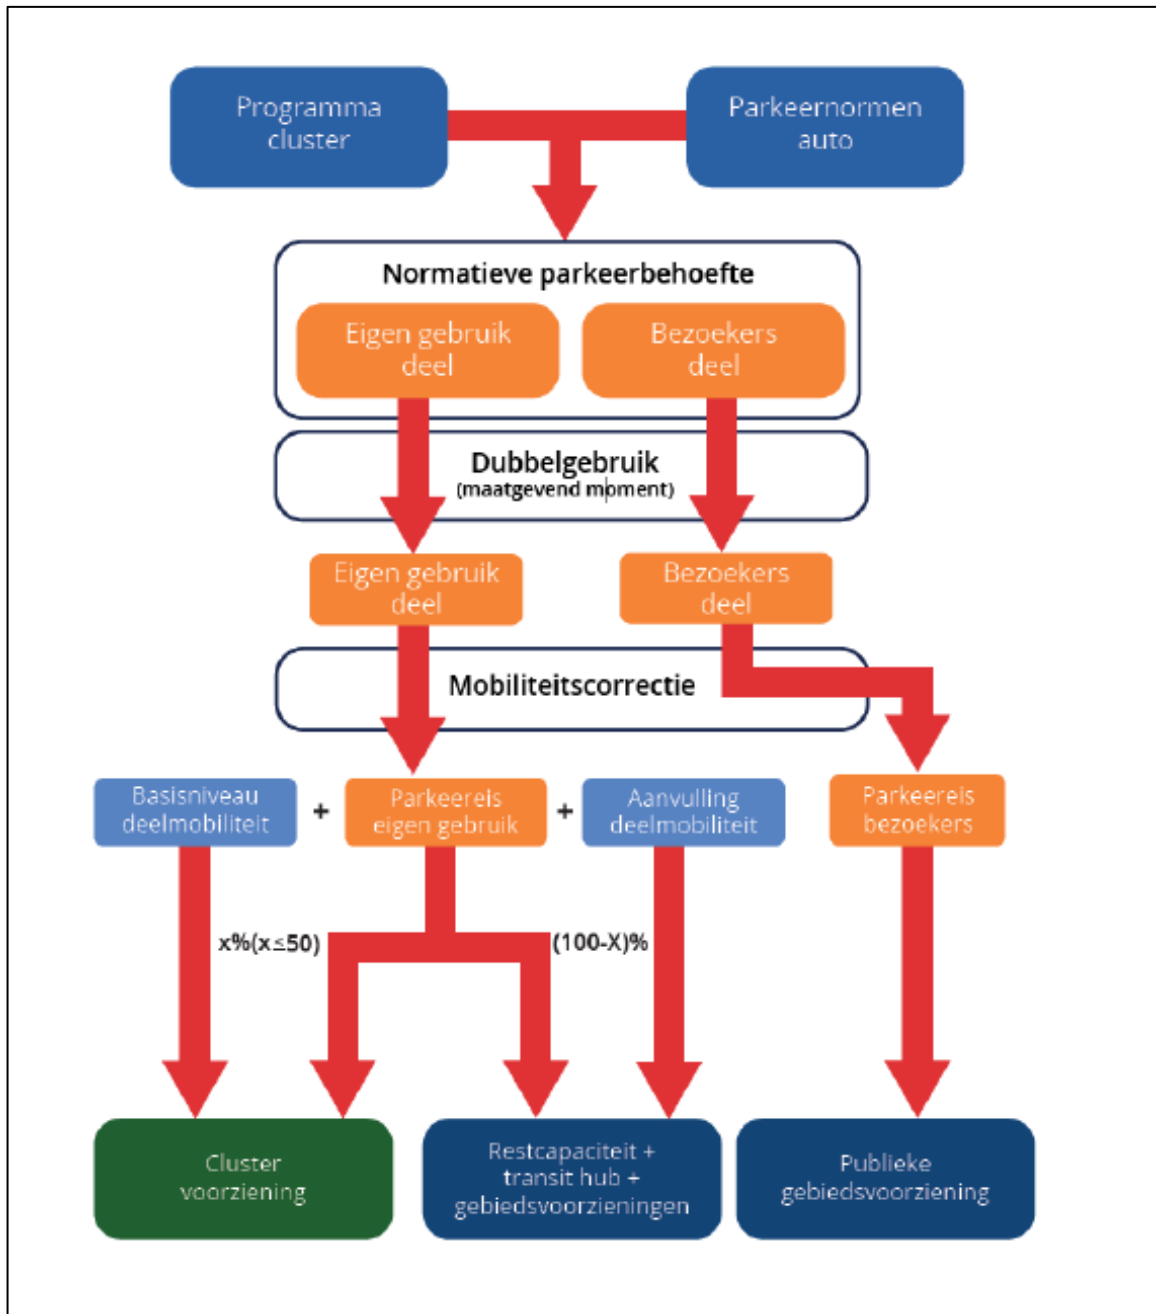 Programma
cluster
Parkeernormen
auto
Normatieve parkeerbehoefte
Eigen gebruik
deel
Bezoekers
deel
Dubbelgebruik
(maatgevend moment)
Eigen gebruik
deel
Bezoekers
deel
Mobiliteitscorrectie
Basisniveau
deelmobiliteit
+
Parkeereis
eigen gebruik
+
Aanvulling
deelmobiliteit
Parkeereis
bezoekers
x%(x≤50)
(100-X)%
Cluster
voorziening
Restcapaciteit +
transit hub +
gebiedsvoorzieningen
Publieke
gebiedsvoorziening